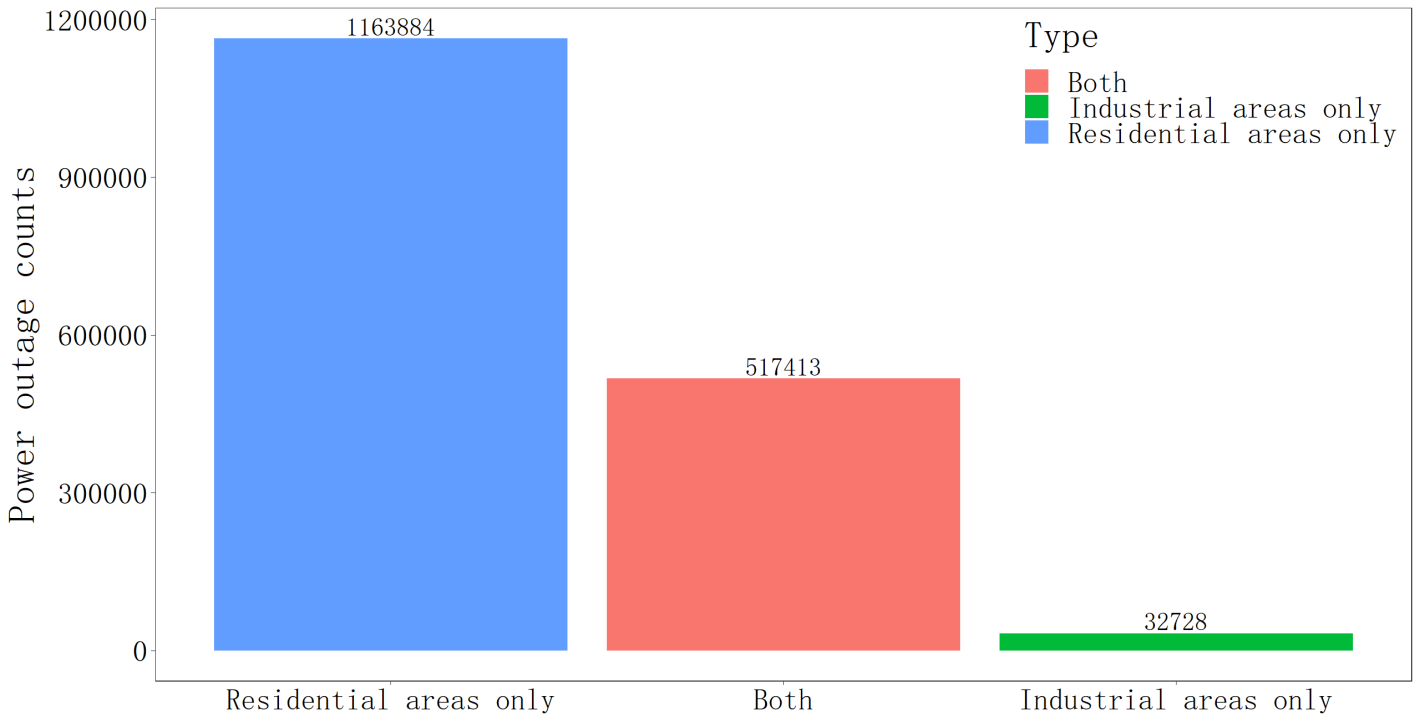 Power outage counts
1200000
900000
600000
300000
0
1163884
517413
32728
Type
Both
Industrial areas only
Residential areas only
Residential areas only
Both
Industrial areas only